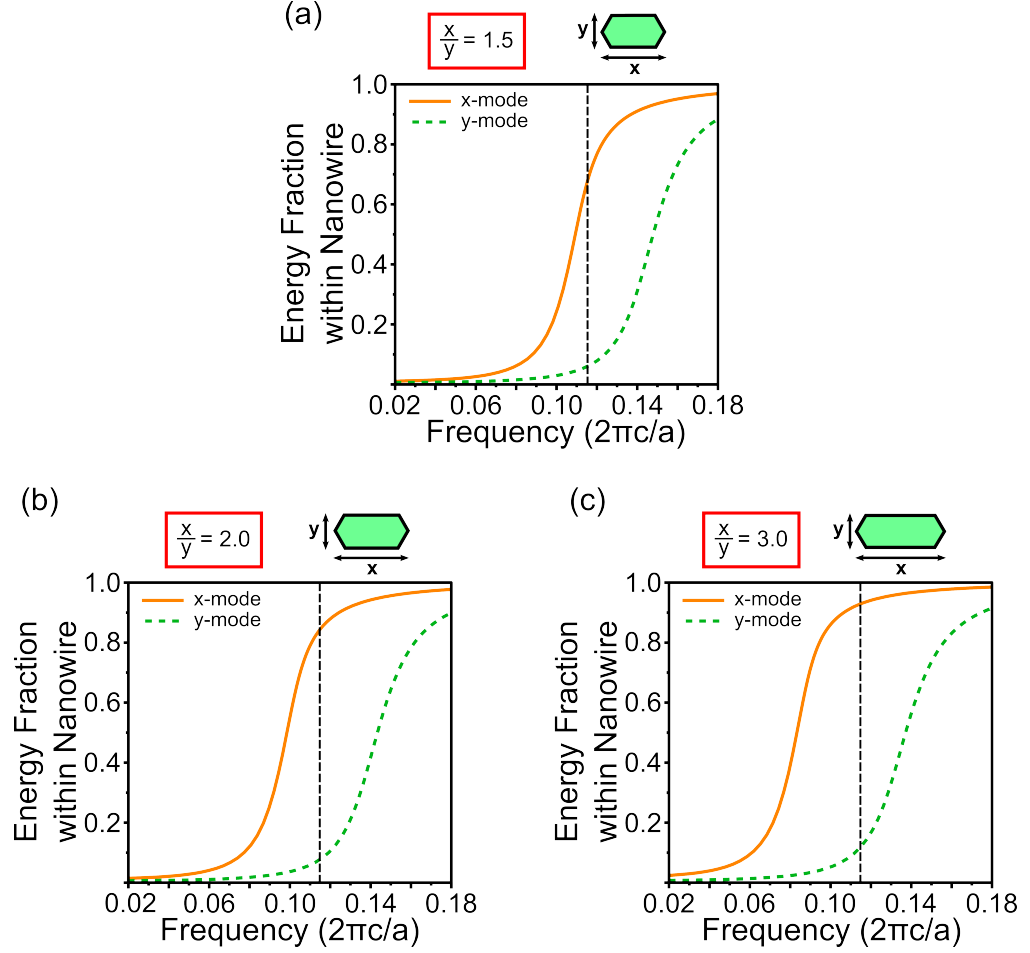 (a)
x/y = 1.5
y
x
x-mode
y-mode
1.0
0.8
0.6
0.4
0.2
Energy Fraction
within Nanowire
0.02 0.06 0.10 0.14 0.18
Frequency (2πc/a)
(b)
x/y = 2.0
y
x
x-mode
y-mode
1.0
0.8
0.6
0.4
0.2
Energy Fraction
within Nanowire
0.02 0.06 0.10 0.14 0.18
Frequency (2πc/a)
(c)
x/y = 3.0
y
x
x-mode
y-mode
1.0
0.8
0.6
0.4
0.2
Energy Fraction
within Nanowire
0.02 0.06 0.10 0.14 0.18
Frequency (2πc/a)